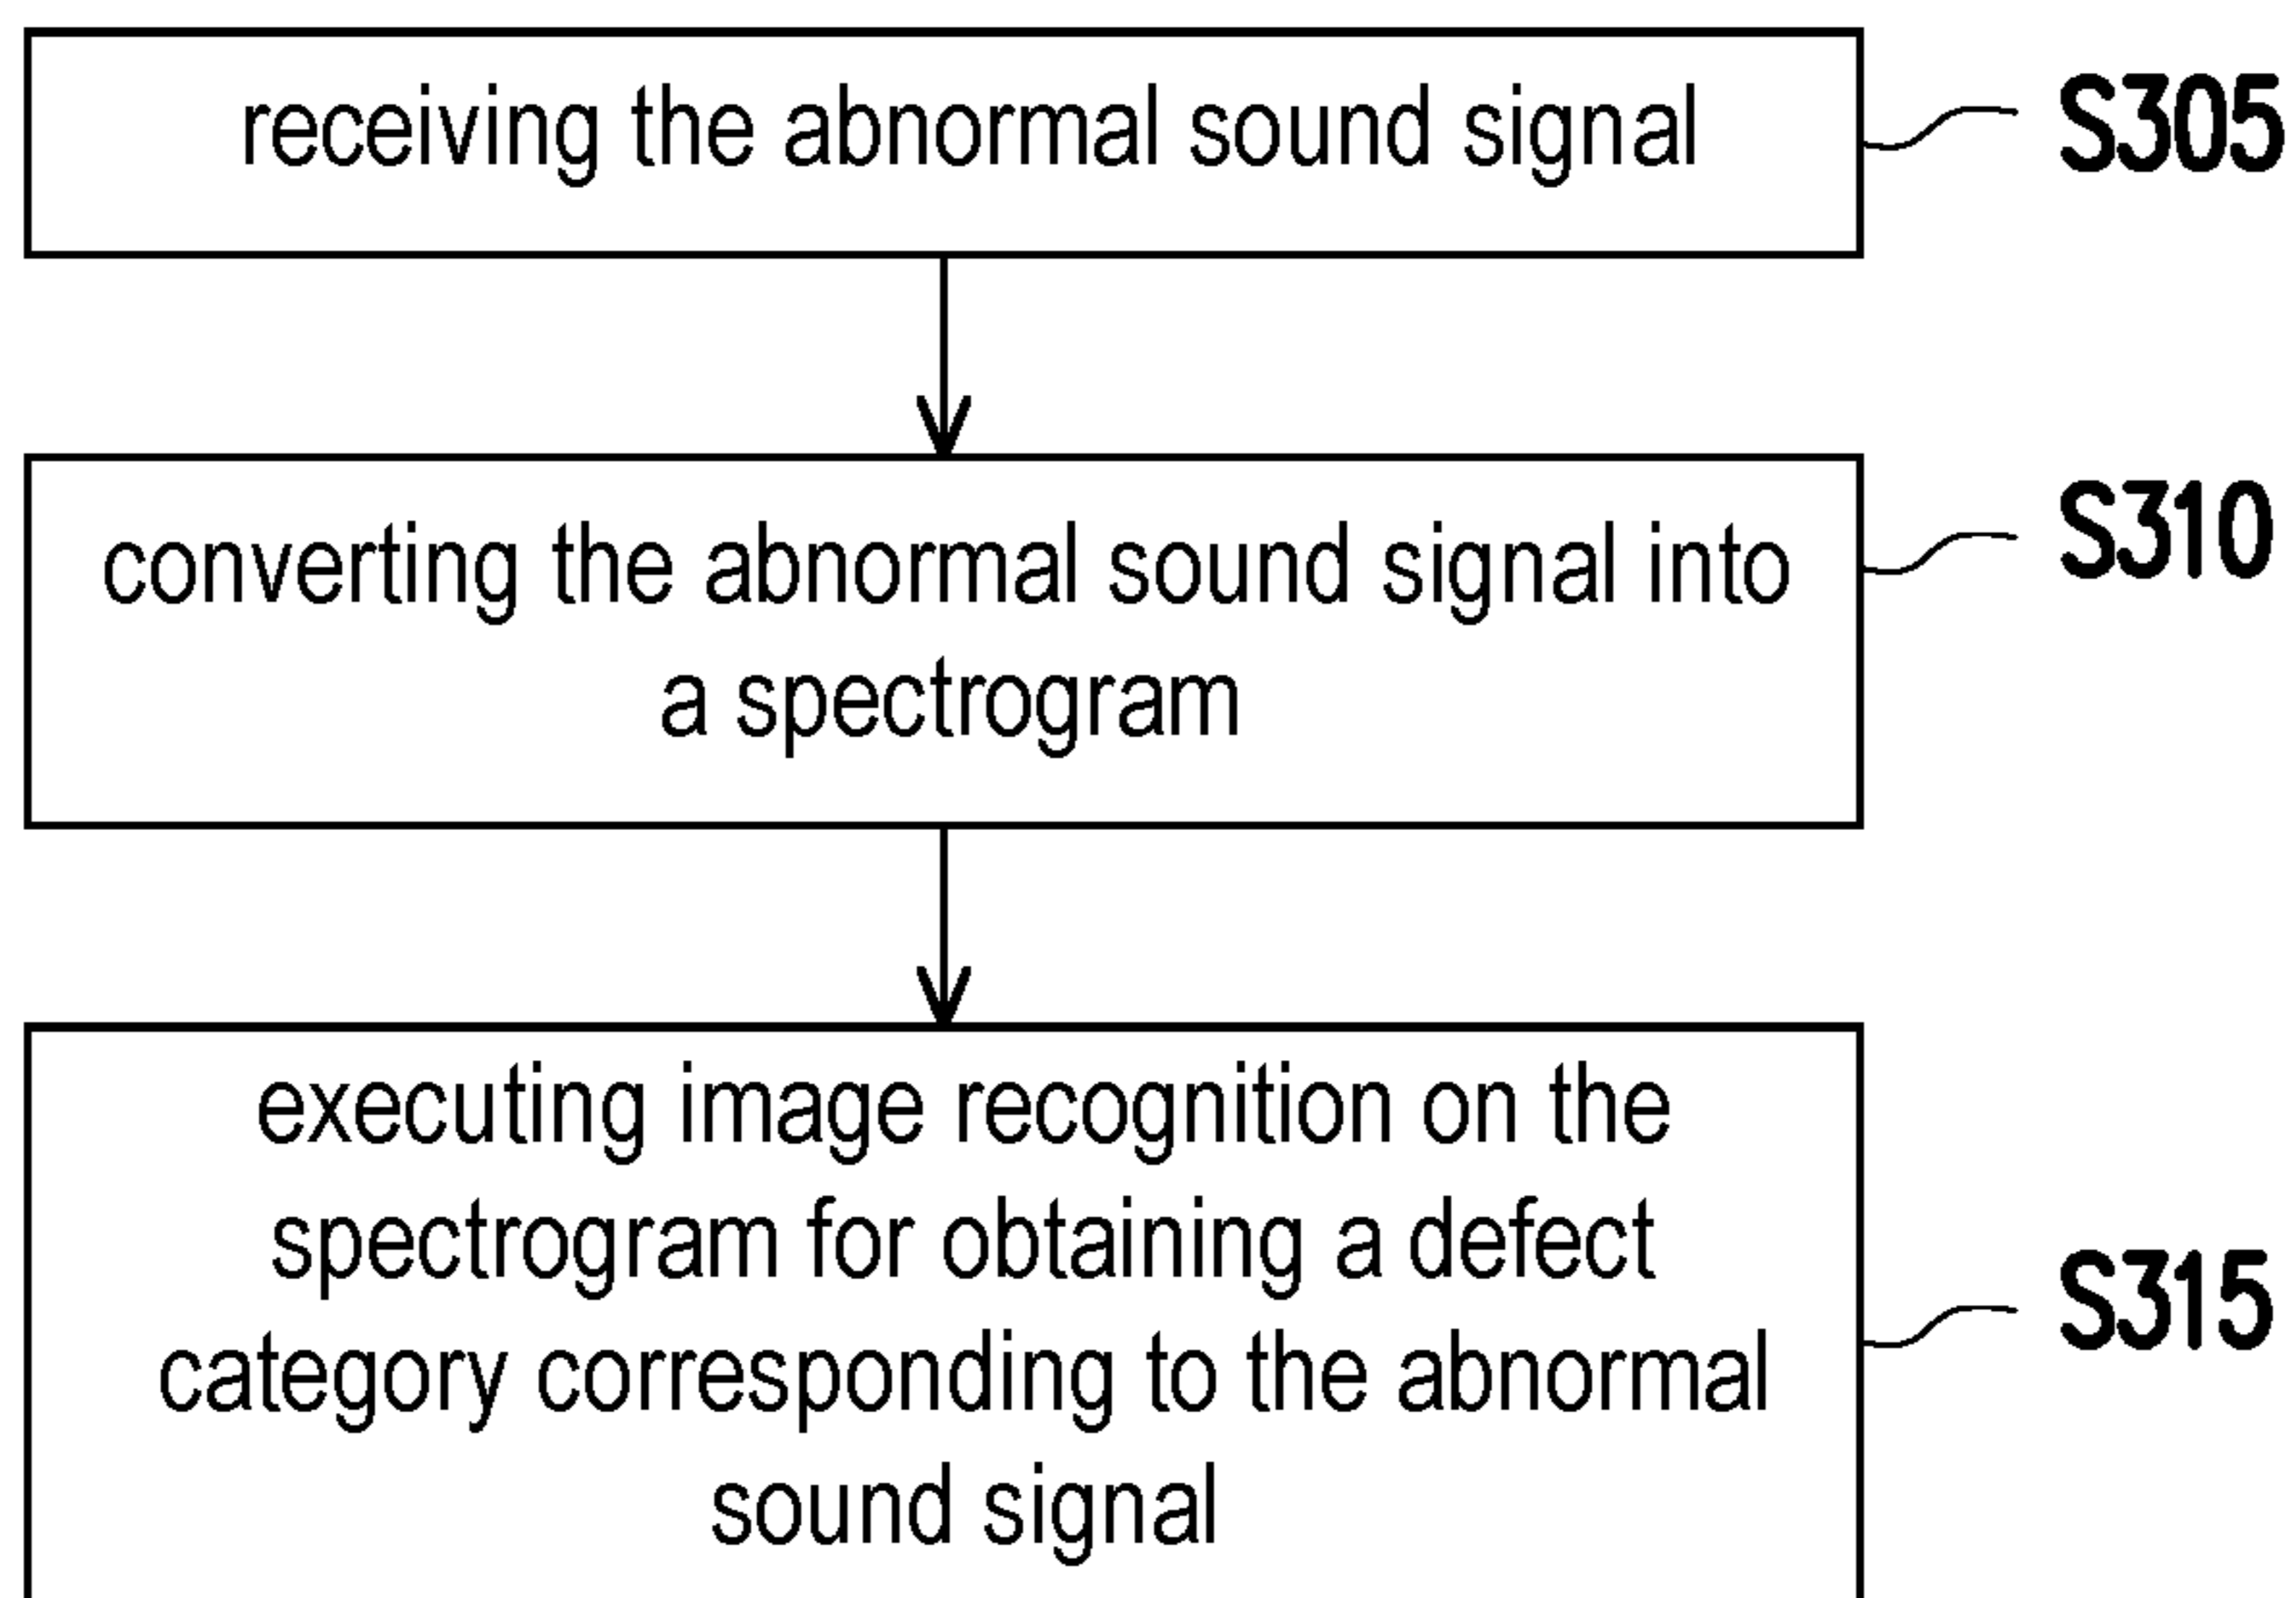 receiving the abnormal sound signal
S305
converting the abnormal sound signal into
a spectrogram
S310
executing image recognition on the
spectrogram for obtaining a defect
category corresponding to the abnormal
sound signal
S315